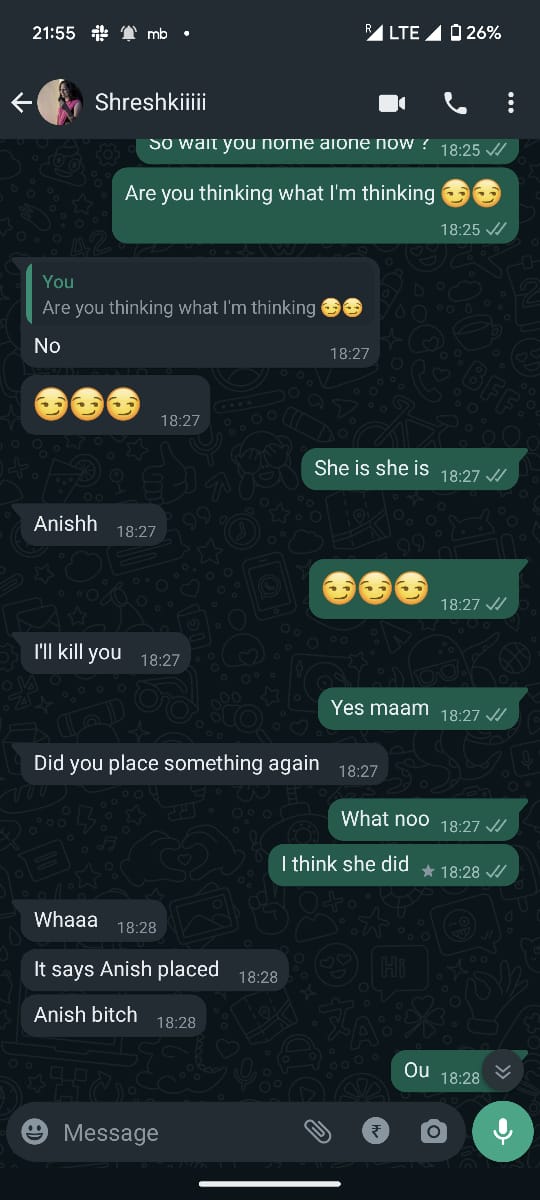 21:55 mb LTE 26%
Shreshkiiiii
So wait you home alone now ? 18:25
Are you thinking what I'm thinking 😏😏
18:25
You
Are you thinking what I'm thinking 😏😏
No 18:27
😏😏😏 18:27
She is she is 18:27
Anishh 18:27
😏😏😏 18:27
I'll kill you 18:27
Yes maam 18:27
Did you place something again 18:27
What noo 18:27
I think she did 18:28
Whaaa 18:28
It says Anish placed 18:28
Anish bitch 18:28
Ou 18:28
Message